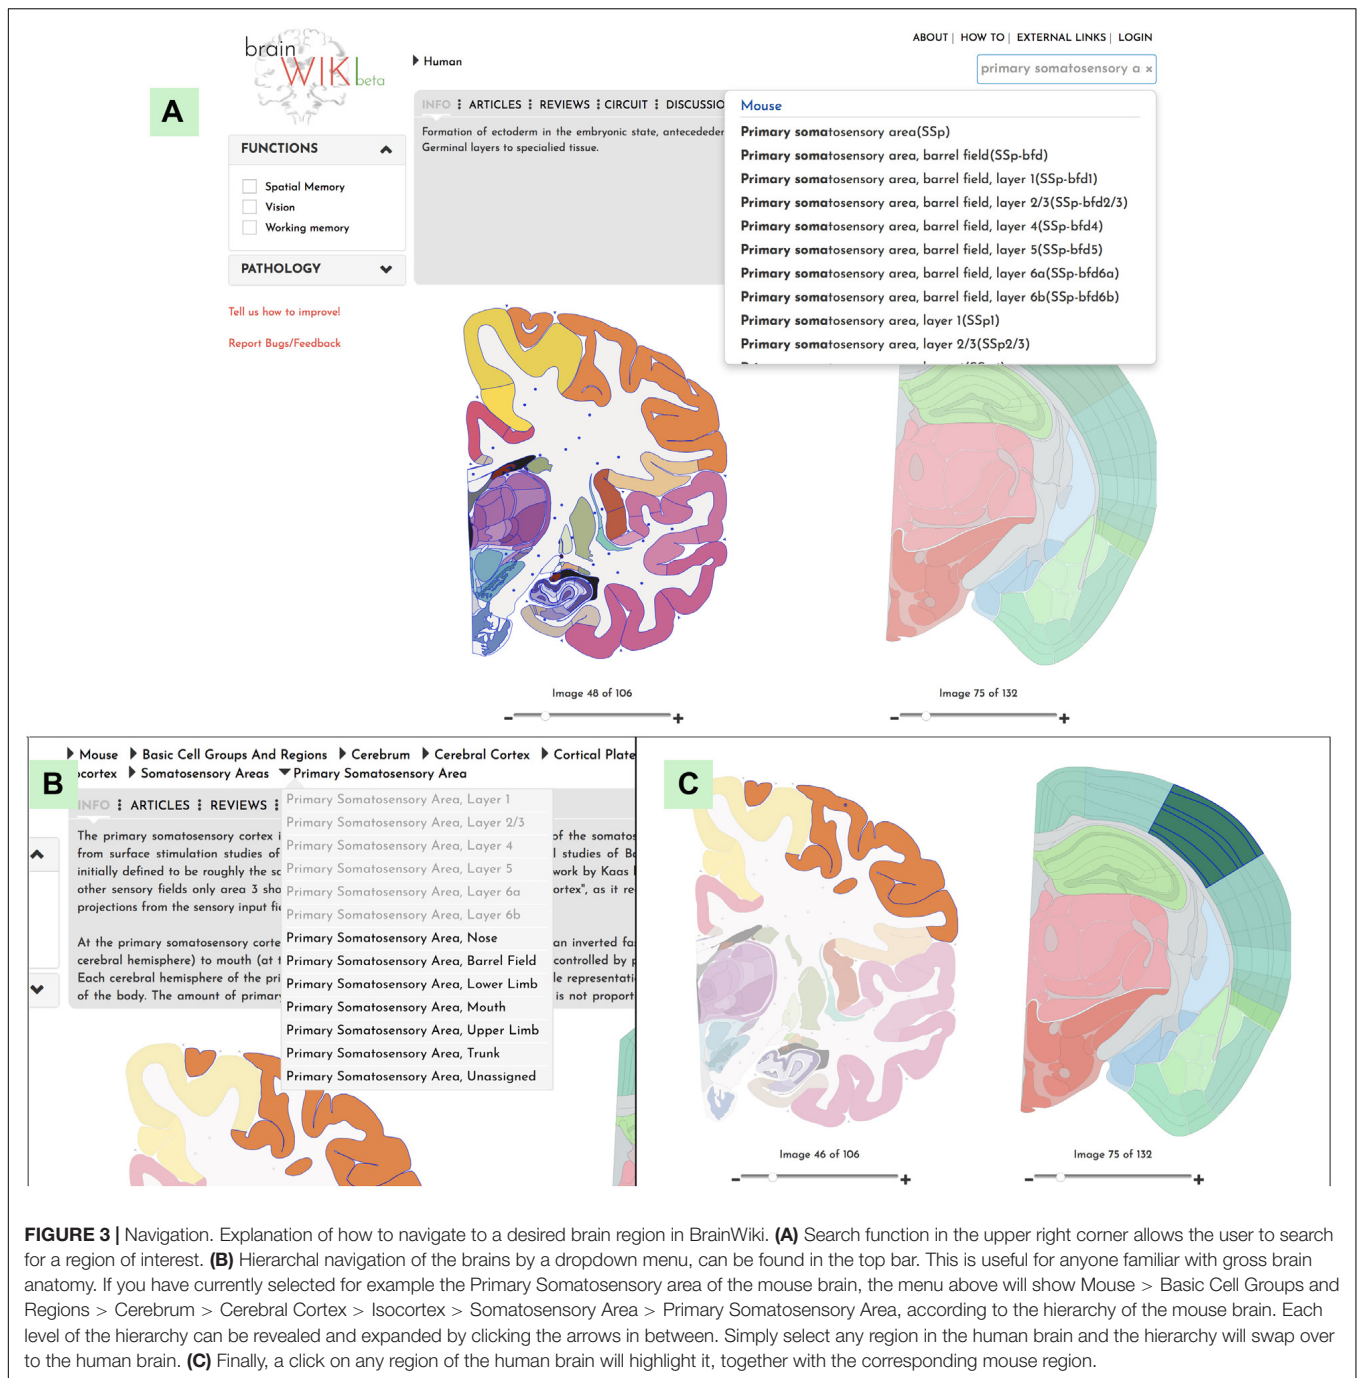 brain
WIKI beta
ABOUT | HOW TO | EXTERNAL LINKS | LOGIN
Human
primary somatosensory a ×
A
INFO ⋮ ARTICLES ⋮ REVIEWS ⋮ CIRCUIT ⋮ DISCUSSIO
Formation of ectoderm in the embryonic state, antecededer
Germinal layers to specialied tissue.
Mouse
Primary somatosensory area(SSp)
Primary somatosensory area, barrel field(SSp-bfd)
Primary somatosensory area, barrel field, layer 1(SSp-bfd1)
Primary somatosensory area, barrel field, layer 2/3(SSp-bfd2/3)
Primary somatosensory area, barrel field, layer 4(SSp-bfd4)
Primary somatosensory area, barrel field, layer 5(SSp-bfd5)
Primary somatosensory area, barrel field, layer 6a(SSp-bfd6a)
Primary somatosensory area, barrel field, layer 6b(SSp-bfd6b)
Primary somatosensory area, layer 1(SSp1)
Primary somatosensory area, layer 2/3(SSp2/3)
FUNCTIONS
Spatial Memory
Vision
Working memory
PATHOLOGY
Tell us how to improve!
Report Bugs/Feedback
Image 48 of 106
Image 75 of 132
− +
− +
B
Mouse Basic Cell Groups And Regions Cerebrum Cerebral Cortex Cortical Plate
ocortex Somatosensory Areas Primary Somatosensory Area
INFO ⋮ ARTICLES ⋮ REVIEWS ⋮
Primary Somatosensory Area, Layer 1
Primary Somatosensory Area, Layer 2/3
Primary Somatosensory Area, Layer 4
Primary Somatosensory Area, Layer 5
Primary Somatosensory Area, Layer 6a
Primary Somatosensory Area, Layer 6b
Primary Somatosensory Area, Nose
Primary Somatosensory Area, Barrel Field
Primary Somatosensory Area, Lower Limb
Primary Somatosensory Area, Mouth
Primary Somatosensory Area, Upper Limb
Primary Somatosensory Area, Trunk
Primary Somatosensory Area, Unassigned
The primary somatosensory cortex i of the somatos
from surface stimulation studies of l studies of Ba
initially defined to be roughly the sa work by Kaas
other sensory fields only area 3 sho ortex", as it re
projections from the sensory input fie
At the primary somatosensory corte an inverted fa
cerebral hemisphere) to mouth (at t controlled by p
Each cerebral hemisphere of the pri le representati
of the body. The amount of primar is not proport
C
Image 46 of 106
Image 75 of 132
− +
− +
FIGURE 3 | Navigation. Explanation of how to navigate to a desired brain region in BrainWiki. (A) Search function in the upper right corner allows the user to search
for a region of interest. (B) Hierarchal navigation of the brains by a dropdown menu, can be found in the top bar. This is useful for anyone familiar with gross brain
anatomy. If you have currently selected for example the Primary Somatosensory area of the mouse brain, the menu above will show Mouse > Basic Cell Groups and
Regions > Cerebrum > Cerebral Cortex > Isocortex > Somatosensory Area > Primary Somatosensory Area, according to the hierarchy of the mouse brain. Each
level of the hierarchy can be revealed and expanded by clicking the arrows in between. Simply select any region in the human brain and the hierarchy will swap over
to the human brain. (C) Finally, a click on any region of the human brain will highlight it, together with the corresponding mouse region.